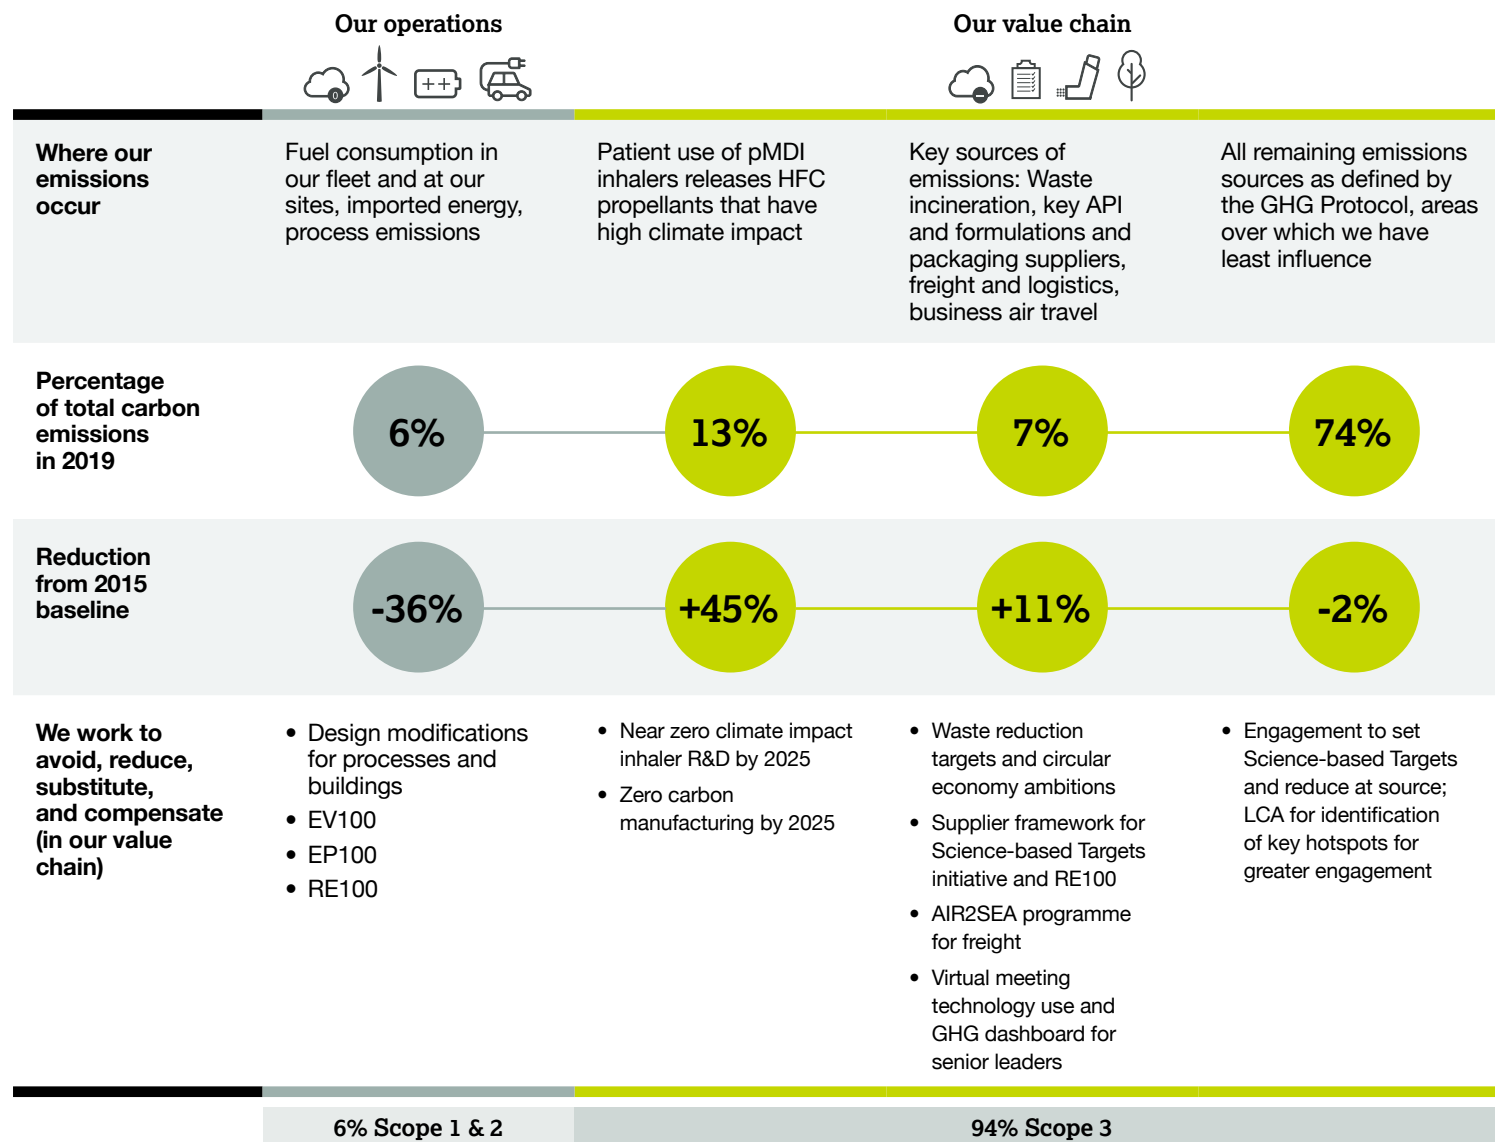 Our operations
Our value chain
0
++
Where our
emissions
occur
Fuel consumption in
our fleet and at our
sites, imported energy,
process emissions
Patient use of pMDI
inhalers releases HFC
propellants that have
high climate impact
Key sources of
emissions: Waste
incineration, key API
and formulations and
packaging suppliers,
freight and logistics,
business air travel
All remaining emissions
sources as defined by
the GHG Protocol, areas
over which we have
least influence
Percentage
of total carbon
emissions
in 2019
6%
13%
7%
74%
Reduction
from 2015
baseline
-36%
+45%
+11%
-2%
We work to
avoid, reduce,
substitute,
and compensate
(in our value
chain)
• Design modifications
for processes and
buildings
• EV100
• EP100
• RE100
• Near zero climate impact
inhaler R&D by 2025
• Zero carbon
manufacturing by 2025
• Waste reduction
targets and circular
economy ambitions
• Supplier framework for
Science-based Targets
initiative and RE100
• AIR2SEA programme
for freight
• Virtual meeting
technology use and
GHG dashboard for
senior leaders
• Engagement to set
Science-based Targets
and reduce at source;
LCA for identification
of key hotspots for
greater engagement
6% Scope 1 & 2
94% Scope 3